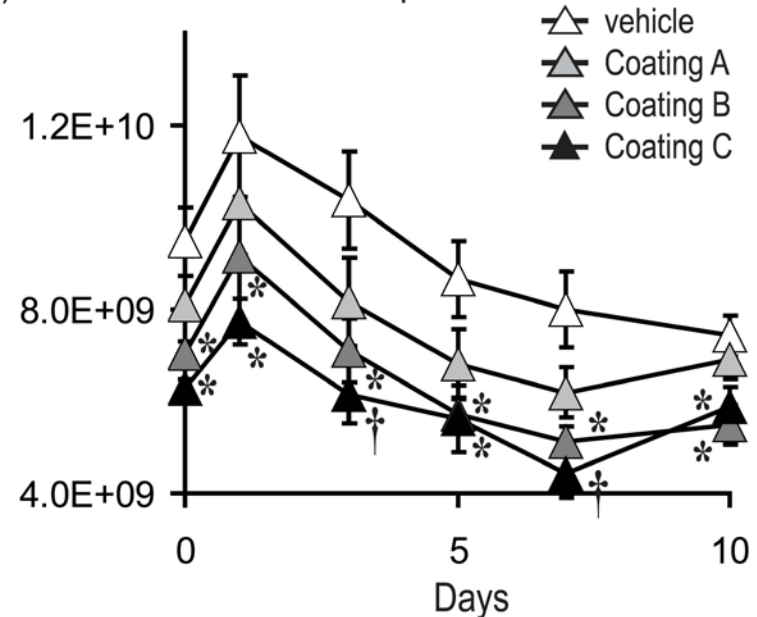 vehicle
Coating A
Coating B
Coating C
1.2E+10
8.0E+09
4.0E+09
* * * * * † * * * † * *
0 5 10
Days